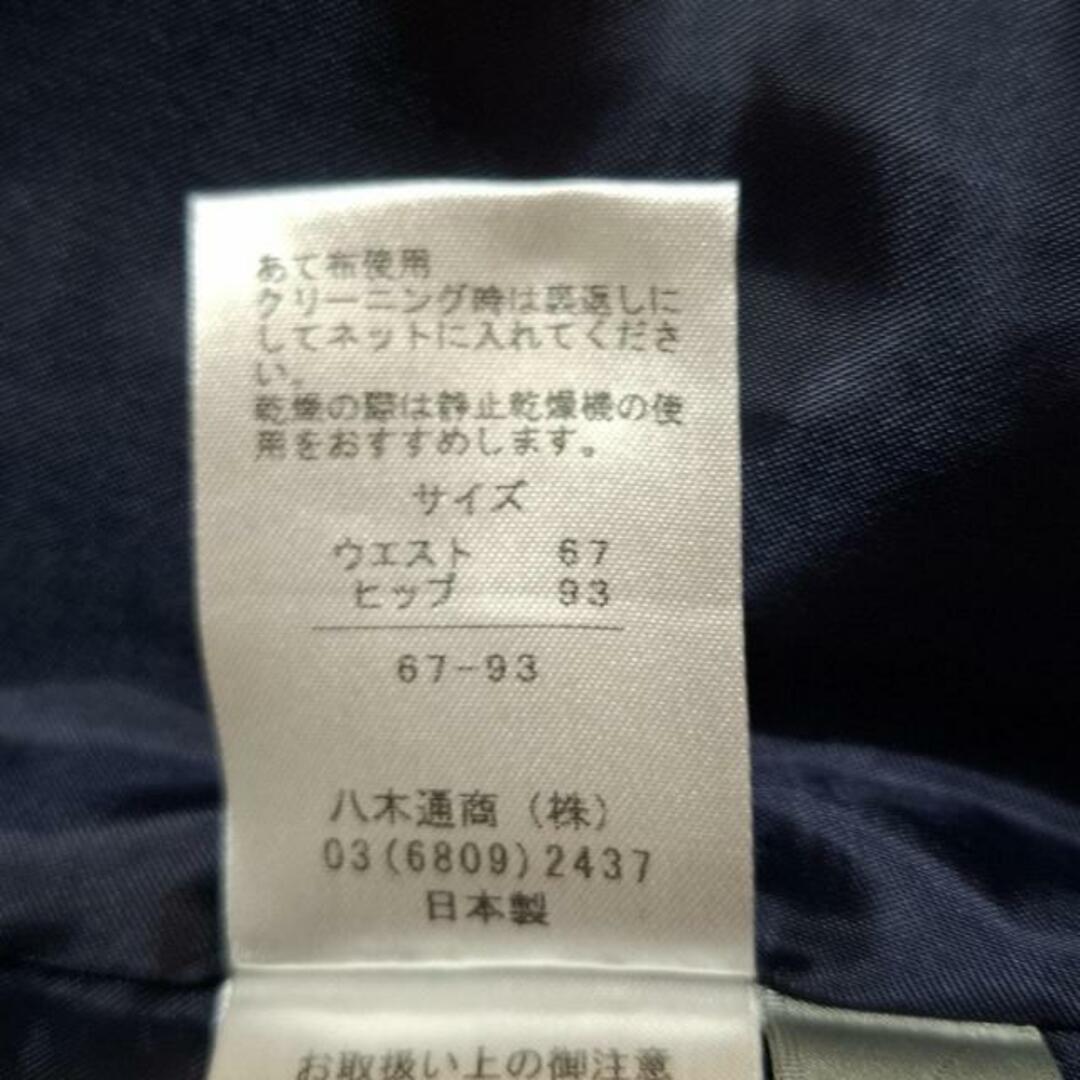 あて布使用
クリーニング時は裏返しに
してネットに入れてくださ
い。
乾燥の際は静止乾燥機の使
用をおすすめします。
サイズ
ウエスト 67
ヒップ 93
67-93
八木通商(株)
03(6809)2437
日本製
お取扱い上の御注意